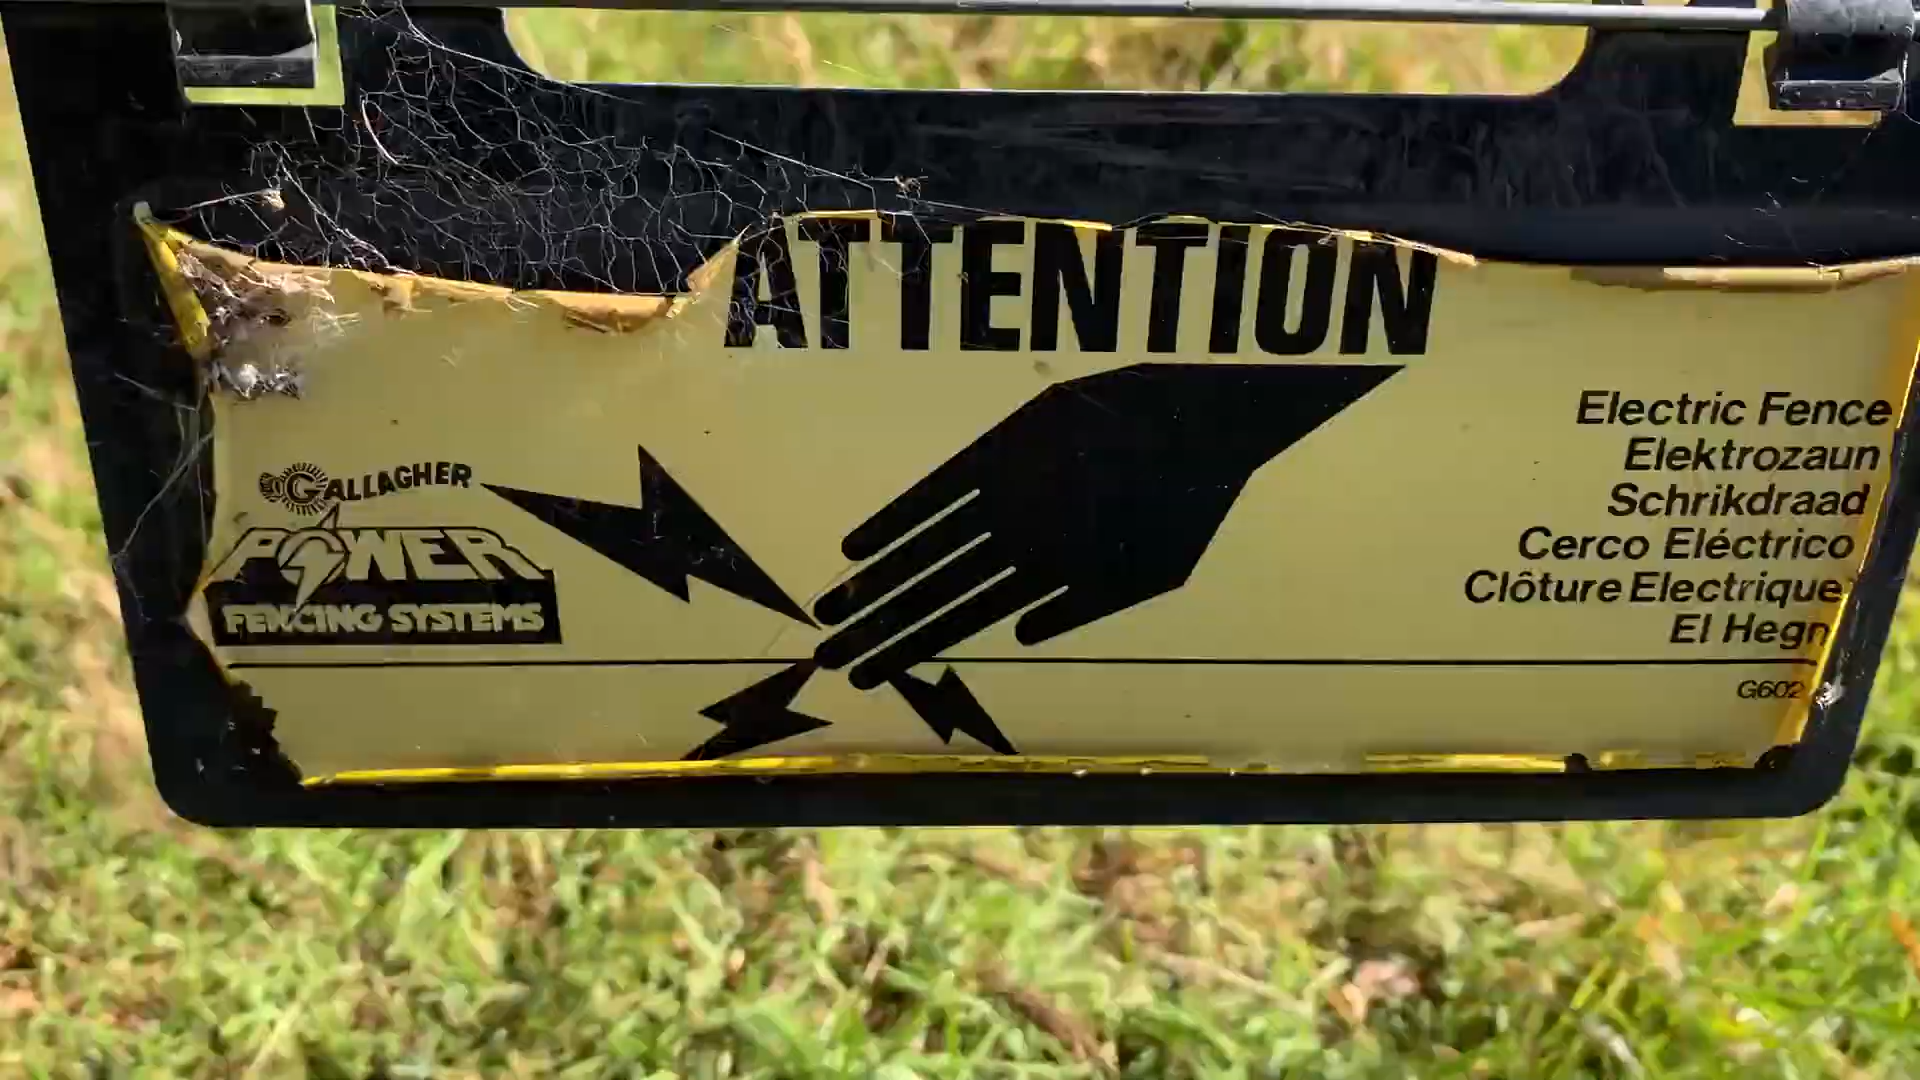 ATTENTION
GALLAGHER
POWER
FENCING SYSTEMS
Electric Fence
Elektrozaun
Schrikdraad
Cerco Eléctrico
Clôture Electrique
El Hegn
G602